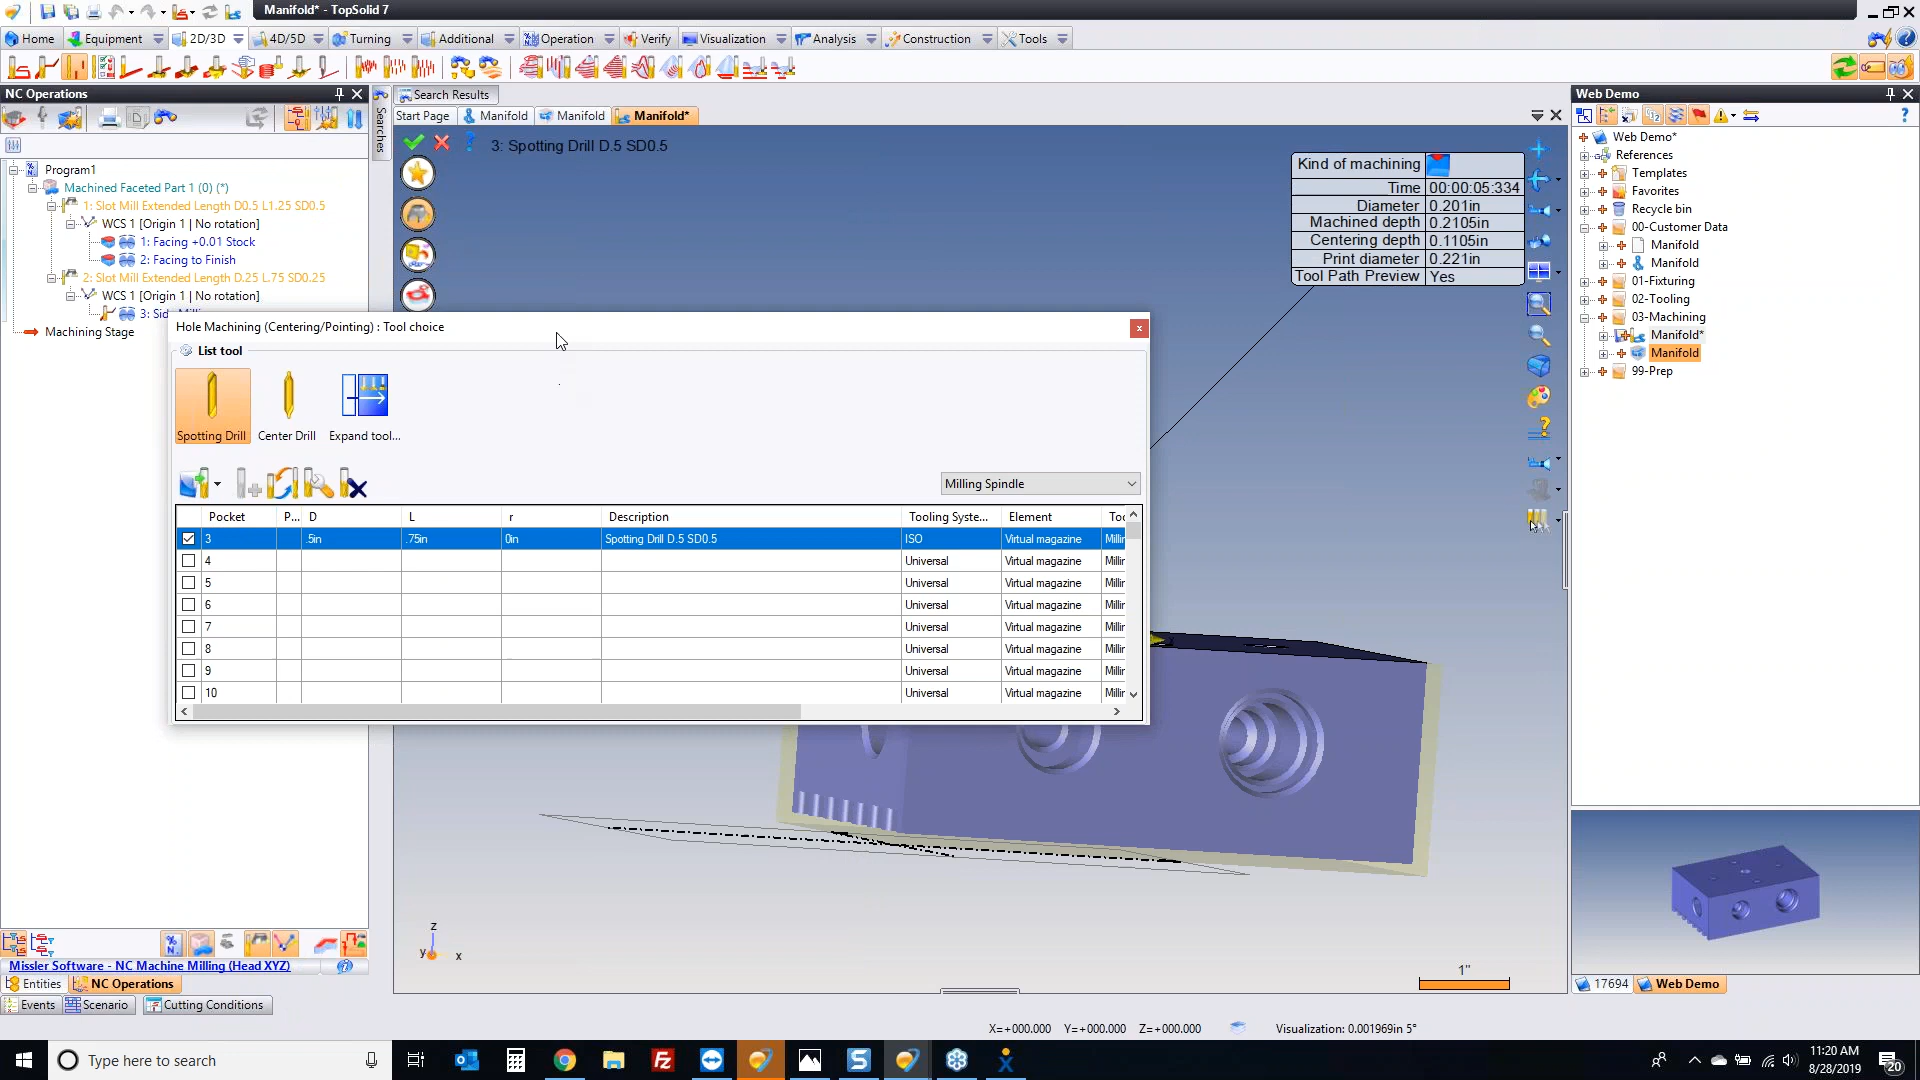 Manifold* - TopSolid 7
Home
Equipment
2D/3D
4D/5D
Turning
Additional
Operation
Verify
Visualization
Analysis
Construction
Tools
NC Operations
Search Results
Searches
Start Page
Manifold
Manifold
Manifold*
Web Demo
3: Spotting Drill D.5 SD0.5
Program1
Machined Faceted Part 1 (0) (*)
1: Slot Mill Extended Length D0.5 L1.25 SD0.5
WCS 1 [Origin 1 | No rotation]
1: Facing +0.01 Stock
2: Facing to Finish
2: Slot Mill Extended Length D.25 L.75 SD0.25
WCS 1 [Origin 1 | No rotation]
Machining Stage
Kind of machining
Time 00:00:05:334
Diameter 0.201in
Machined depth 0.2105in
Centering depth 0.1105in
Print diameter 0.221in
Tool Path Preview Yes
Web Demo*
References
Templates
Favorites
Recycle bin
00-Customer Data
Manifold
Manifold
01-Fixturing
02-Tooling
03-Machining
Manifold*
Manifold
99-Prep
Hole Machining (Centering/Pointing) : Tool choice
List tool
Spotting Drill
Center Drill
Expand tool...
Milling Spindle
Pocket P... D L r Description Tooling Syste... Element Toc
3 .5in .75in 0in Spotting Drill D.5 SD0.5 ISO Virtual magazine Millir
4 Universal Virtual magazine Millir
5 Universal Virtual magazine Millir
6 Universal Virtual magazine Millir
7 Universal Virtual magazine Millir
8 Universal Virtual magazine Millir
9 Universal Virtual magazine Millir
10 Universal Virtual magazine Millir
z
y
x
1"
Missler Software - NC Machine Milling (Head XYZ)
Entities
NC Operations
Events
Scenario
Cutting Conditions
17694
Web Demo
X=+000.000 Y=+000.000 Z=+000.000
Visualization: 0.001969in 5°
Type here to search
11:20 AM
8/28/2019
20